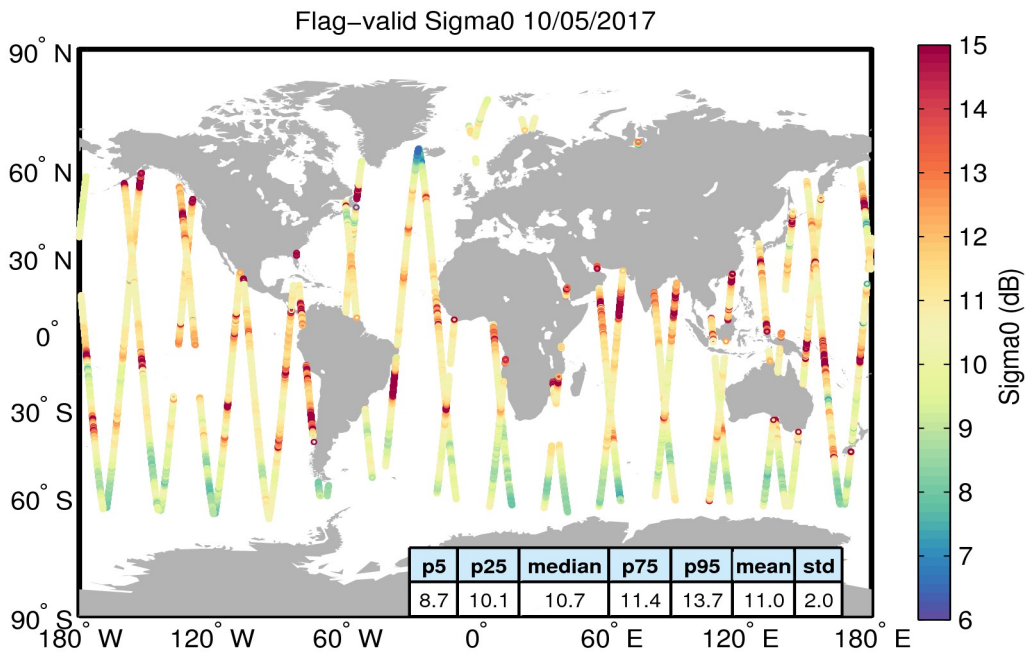 Flag−valid Sigma0 10/05/2017
90° N
60° N
30° N
0°
30° S
60° S
90° S
180° W
120° W
60° W
0°
60° E
120° E
180° E
p5 p25 median p75 p95 mean std
8.7 10.1 10.7 11.4 13.7 11.0 2.0
15
14
13
12
11
10
9
8
7
6
Sigma0 (dB)